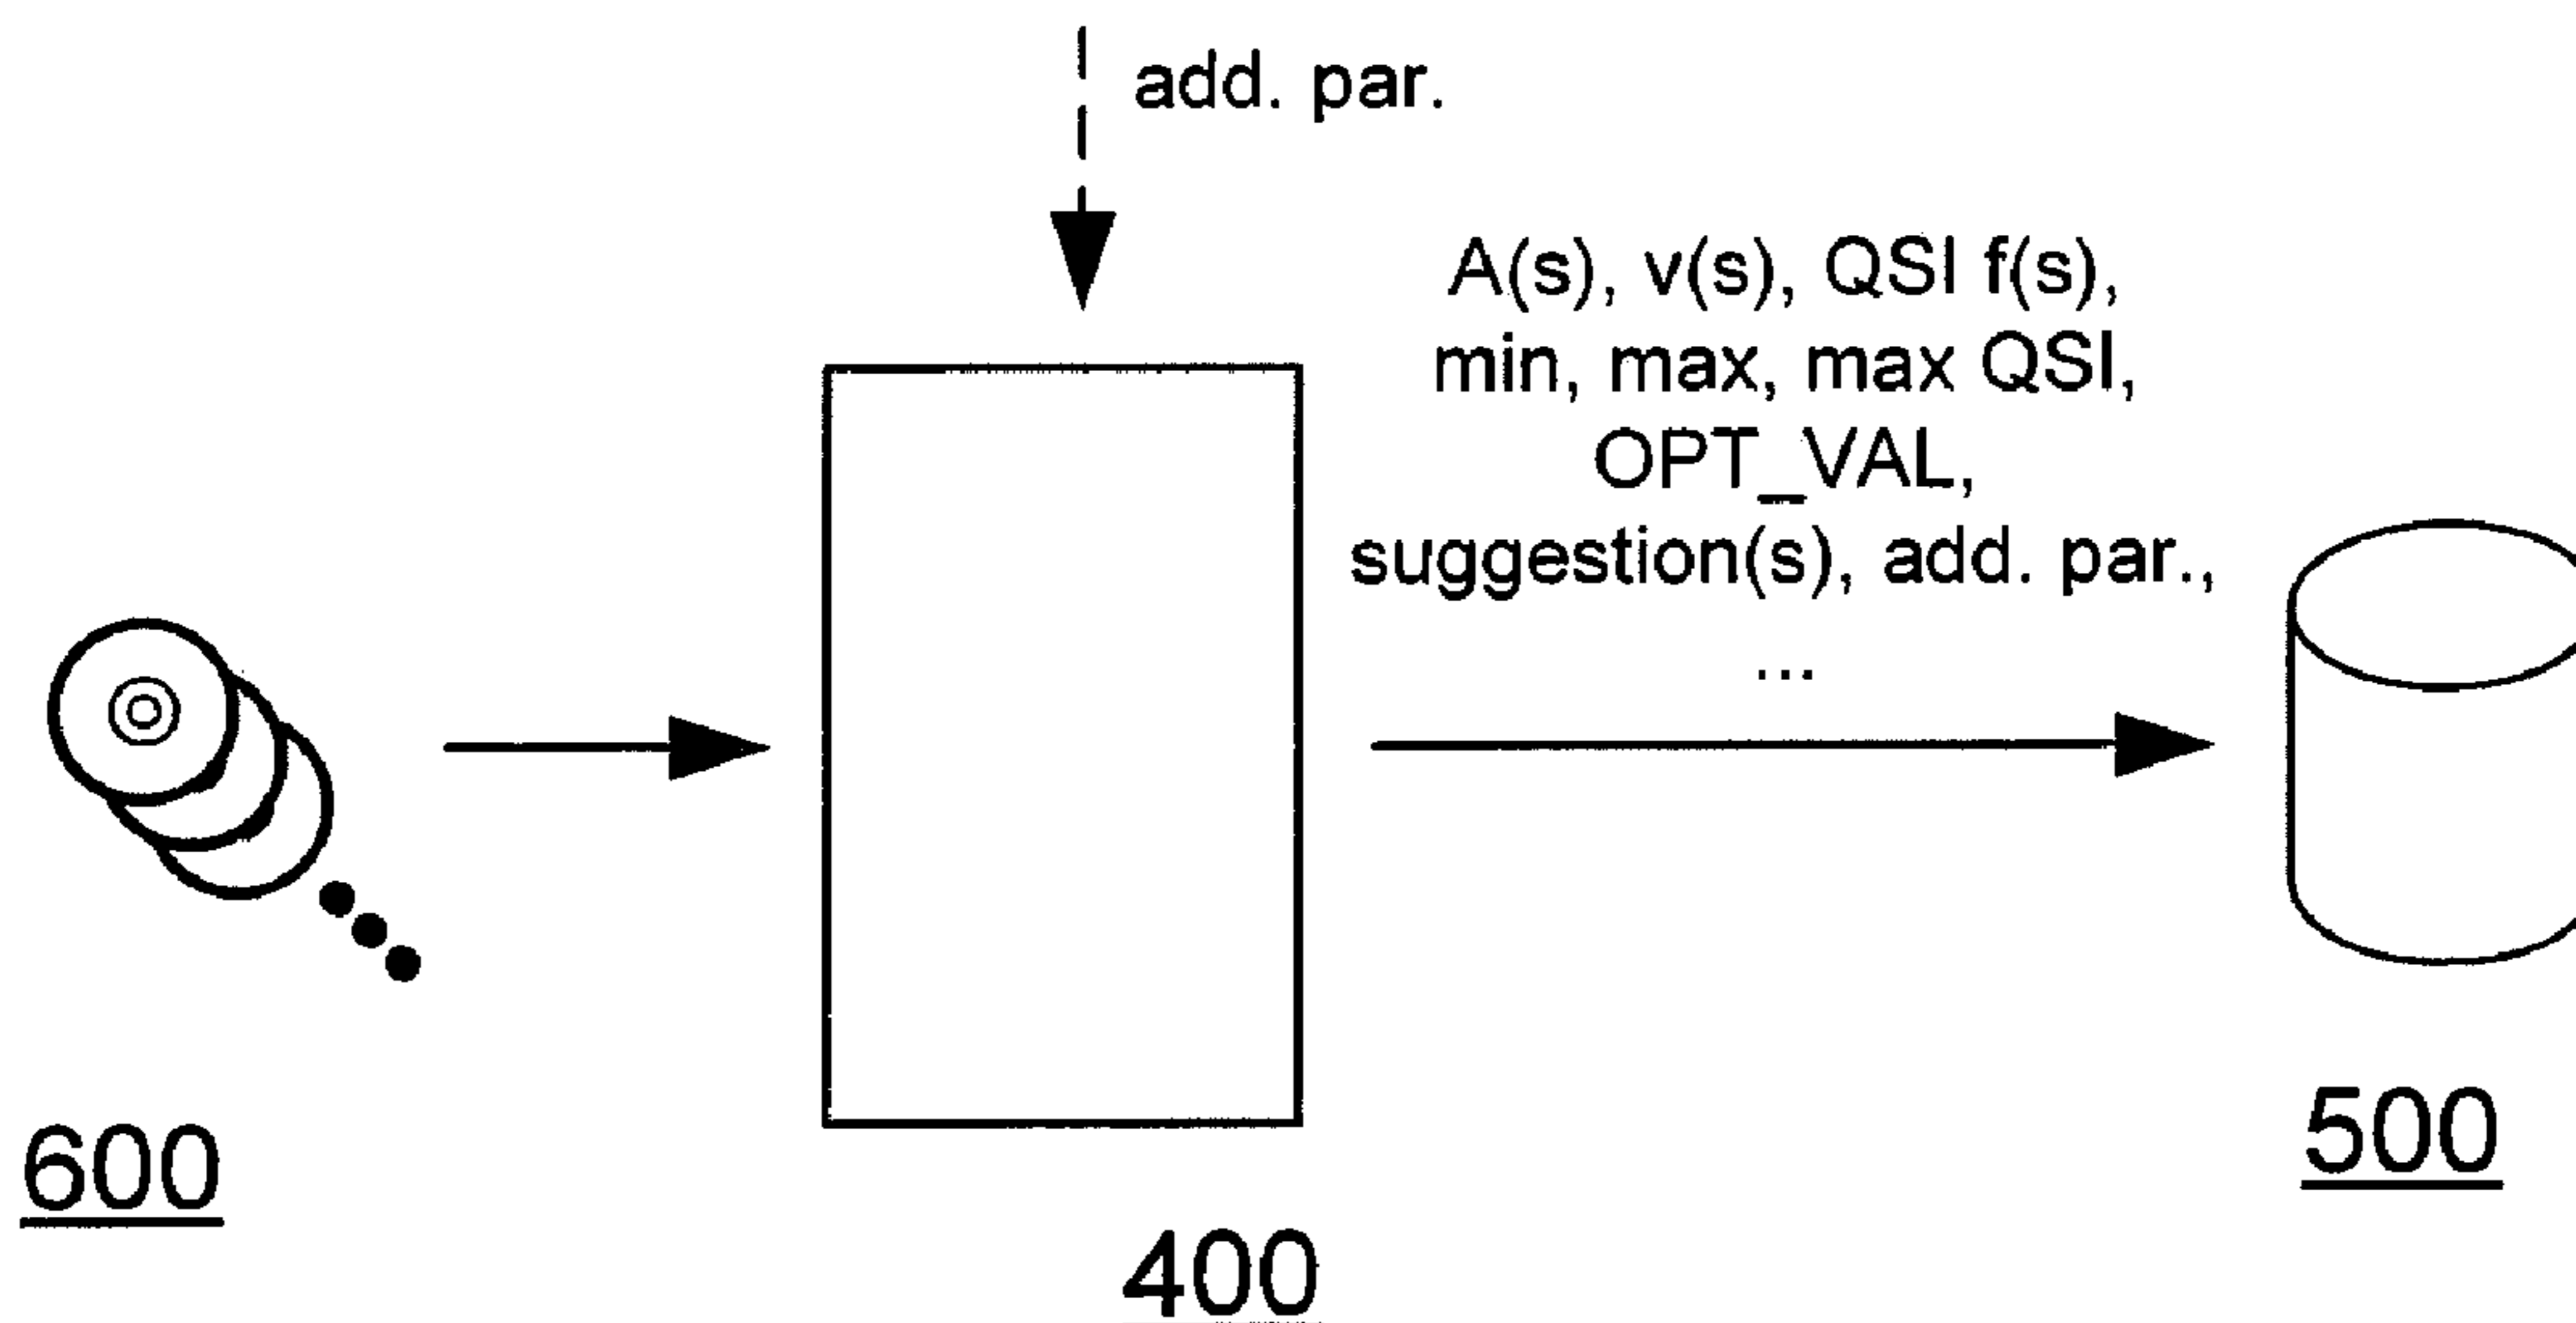 add. par.
A(s), v(s), QSI f(s),
min, max, max QSI,
OPT_VAL,
suggestion(s), add. par.,
...
600
400
500